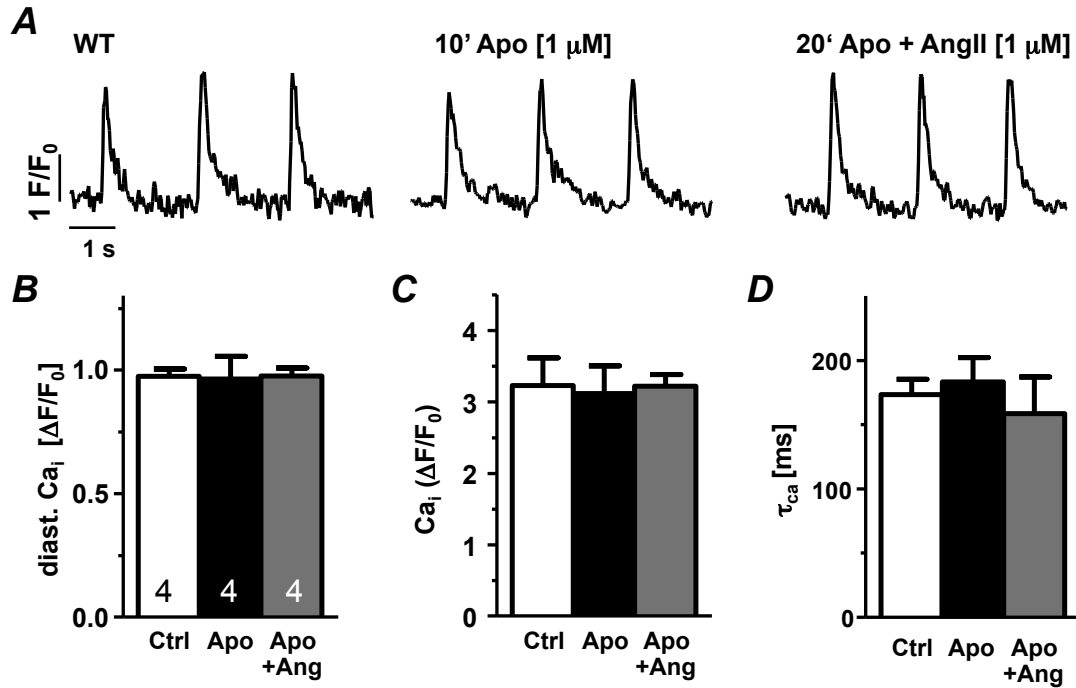 A
WT
10' Apo [1 μM]
20‘ Apo + AngII [1 μM]
1 F/F0
1 s
B
diast. Cai [ΔF/F0]
1.0
0.5
0.0
4
4
4
Ctrl
Apo
Apo
+Ang
C
Cai (ΔF/F0)
4
3
2
1
0
Ctrl
Apo
Apo
+Ang
D
τca [ms]
200
100
0
Ctrl
Apo
Apo
+Ang